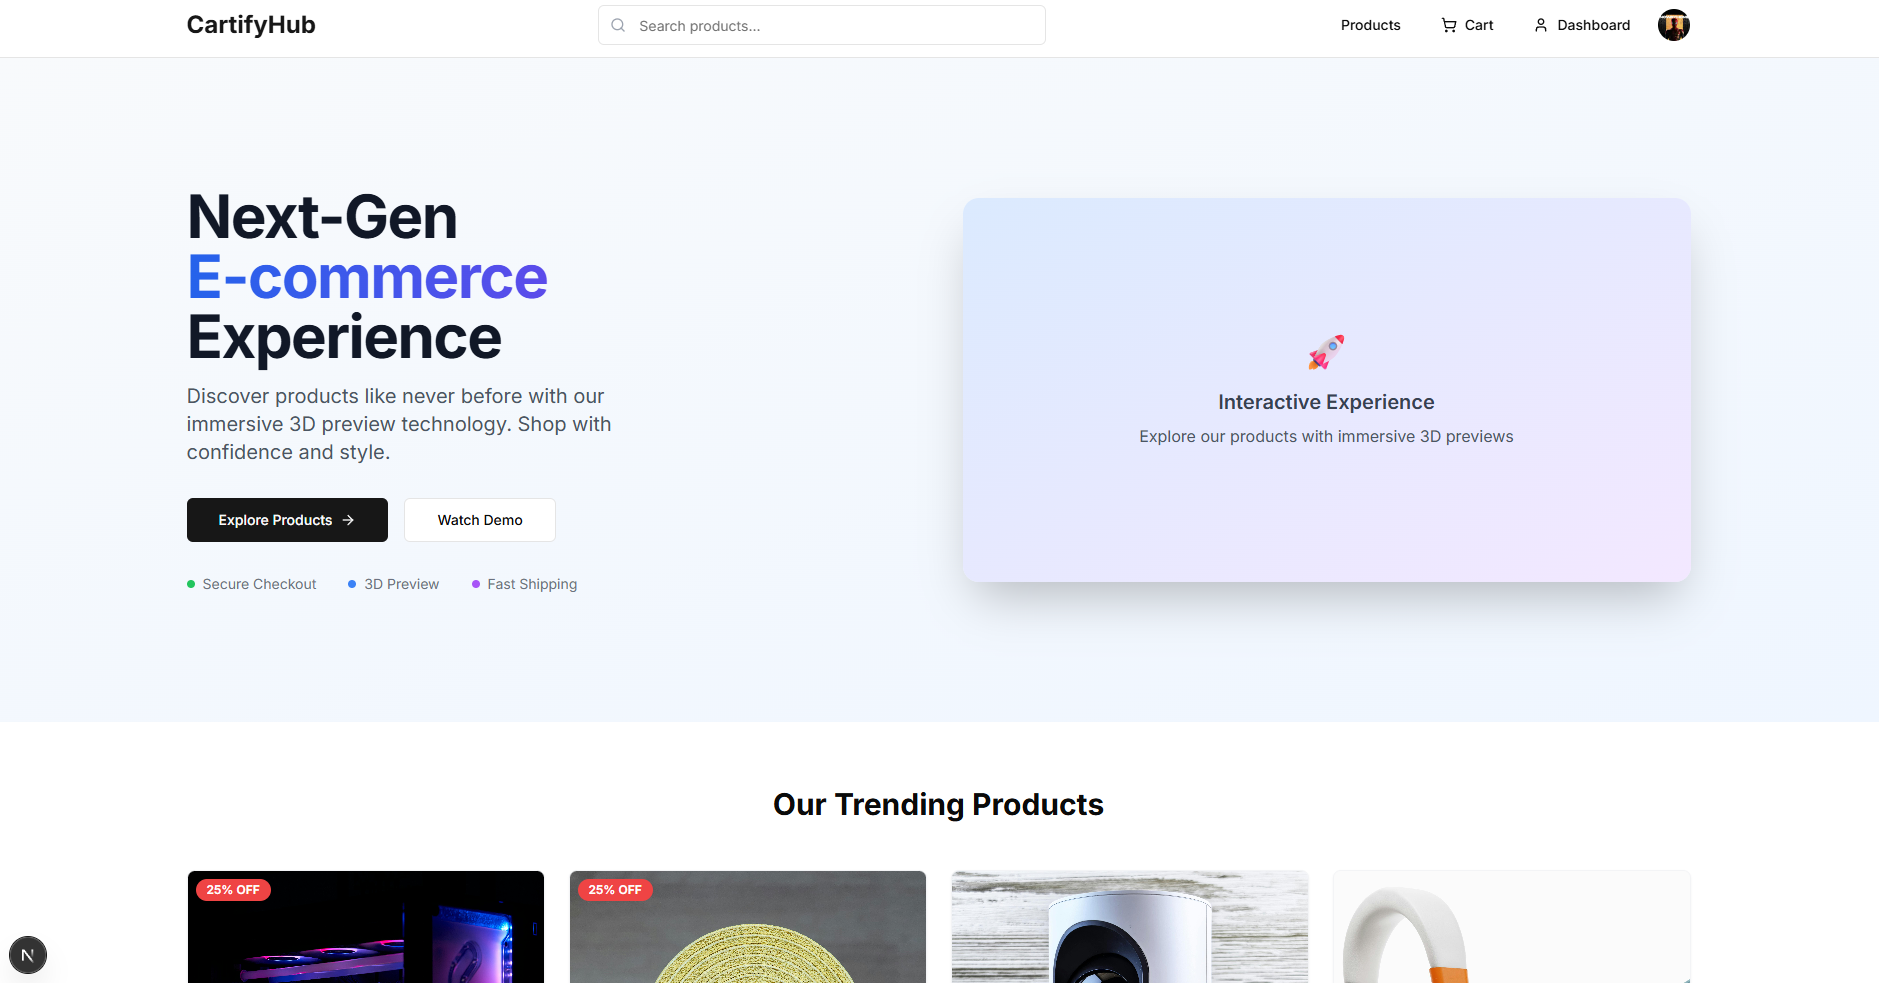 CartifyHub
Search products...
Products
Cart
Dashboard
Next-Gen
E-commerce
Experience
Discover products like never before with our
immersive 3D preview technology. Shop with
confidence and style.
Explore Products →
Watch Demo
Secure Checkout
3D Preview
Fast Shipping
Interactive Experience
Explore our products with immersive 3D previews
Our Trending Products
25% OFF
25% OFF
N